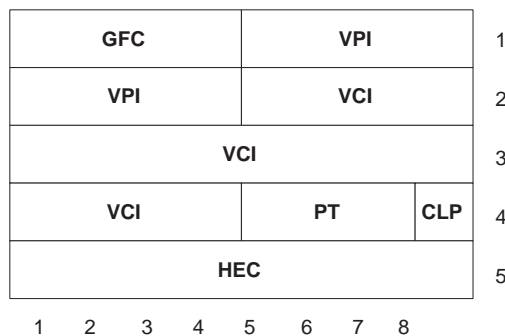 GFC VPI 1
VPI VCI 2
VCI 3
VCI PT CLP 4
HEC 5
1 2 3 4 5 6 7 8